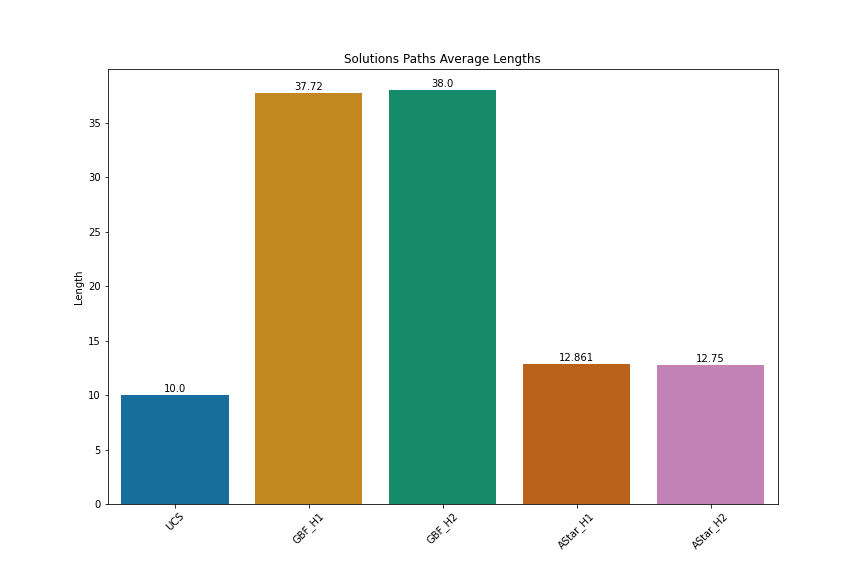 Solutions Paths Average Lengths
37.72
38.0
35
30
25
Length
20
15
12.861
12.75
10.0
10
5
0
UCS
GBF_H1
GBF_H2
AStar_H1
AStar_H2